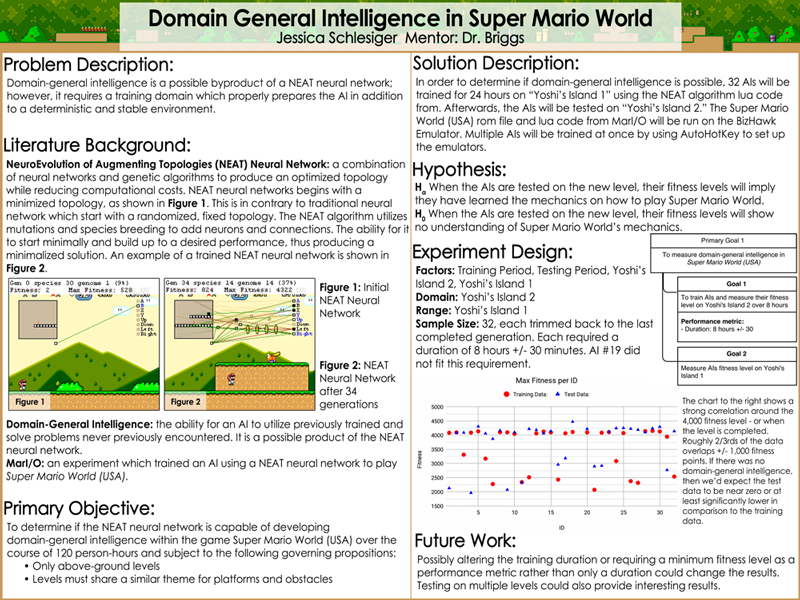 Domain General Intelligence in Super Mario World
Jessica Schlesiger Mentor: Dr. Briggs
Problem Description:
Domain-general intelligence is a possible byproduct of a NEAT neural network;
however, it requires a training domain which properly prepares the AI in addition
to a deterministic and stable environment.
Literature Background:
NeuroEvolution of Augmenting Topologies (NEAT) Neural Network: a combination
of neural networks and genetic algorithms to produce an optimized topology
while reducing computational costs. NEAT neural networks begins with a
minimized topology, as shown in Figure 1. This is in contrary to traditional neural
network which start with a randomized, fixed topology. The NEAT algorithm utilizes
mutations and species breeding to add neurons and connections. The ability for it
to start minimally and build up to a desired performance, thus producing a
minimalized solution. An example of a trained NEAT neural network is shown in
Figure 2.
Gen 0 species 30 genome 1 (9%)
Fitness: 0 Max Fitness: 528
A
B
X
Y
Up
Down
Left
Right
Figure 1
Gen 34 species 14 genome 14 (37%)
Fitness: 824 Max Fitness: 4322
A
B
X
Y
Up
Down
Left
Right
Figure 2
Figure 1: Initial
NEAT Neural
Network
Figure 2: NEAT
Neural Network
after 34
generations
Domain-General Intelligence: the ability for an AI to utilize previously trained and
solve problems never previously encountered. It is a possible product of the NEAT
neural network.
MarI/O: an experiment which trained an AI using a NEAT neural network to play
Super Mario World (USA).
Primary Objective:
To determine if the NEAT neural network is capable of developing
domain-general intelligence within the game Super Mario World (USA) over the
course of 120 person-hours and subject to the following governing propositions:
• Only above-ground levels
• Levels must share a similar theme for platforms and obstacles
Solution Description:
In order to determine if domain-general intelligence is possible, 32 AIs will be
trained for 24 hours on "Yoshi's Island 1" using the NEAT algorithm lua code
from. Afterwards, the AIs will be tested on "Yoshi's Island 2." The Super Mario
World (USA) rom file and lua code from MarI/O will be run on the BizHawk
Emulator. Multiple AIs will be trained at once by using AutoHotKey to set up
the emulators.
Hypothesis:
Ha When the AIs are tested on the new level, their fitness levels will imply
they have learned the mechanics on how to play Super Mario World.
H0 When the AIs are tested on the new level, their fitness levels will show
no understanding of Super Mario World's mechanics.
Experiment Design:
Factors: Training Period, Testing Period, Yoshi's
Island 2, Yoshi's Island 1
Domain: Yoshi's Island 2
Range: Yoshi's Island 1
Sample Size: 32, each trimmed back to the last
completed generation. Each required a
duration of 8 hours +/- 30 minutes. AI #19 did
not fit this requirement.
Primary Goal 1
To measure domain-general intelligence in
Super Mario World (USA)
Goal 1
To train AIs and measure their fitness
level on Yoshi's Island 2 over 8 hours
Performance metric:
- Duration: 8 hours +/- 30
Goal 2
Measure AIs fitness level on Yoshi's
Island 1
Max Fitness per ID
Training Data: Test Data:
Fitness
5000
4500
4000
3500
3000
2500
2000
1500
5 10 15 20 25 30
ID
The chart to the right shows a
strong correlation around the
4,000 fitness level - or when
the level is completed.
Roughly 2/3rds of the data
overlaps +/- 1,000 fitness
points. If there was no
domain-general intelligence,
then we'd expect the test
data to be near zero or at
least significantly lower in
comparison to the training
data.
Future Work:
Possibly altering the training duration or requiring a minimum fitness level as a
performance metric rather than only a duration could change the results.
Testing on multiple levels could also provide interesting results.